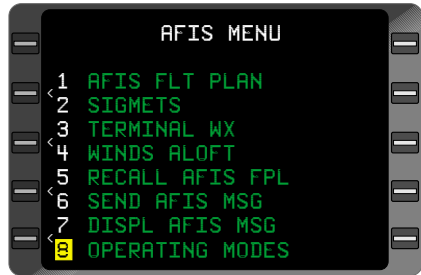 AFIS MENU
1 AFIS FLT PLAN
2 SIGMETS
3 TERMINAL WX
4 WINDS ALOFT
5 RECALL AFIS FPL
6 SEND AFIS MSG
7 DISPL AFIS MSG
8 OPERATING MODES